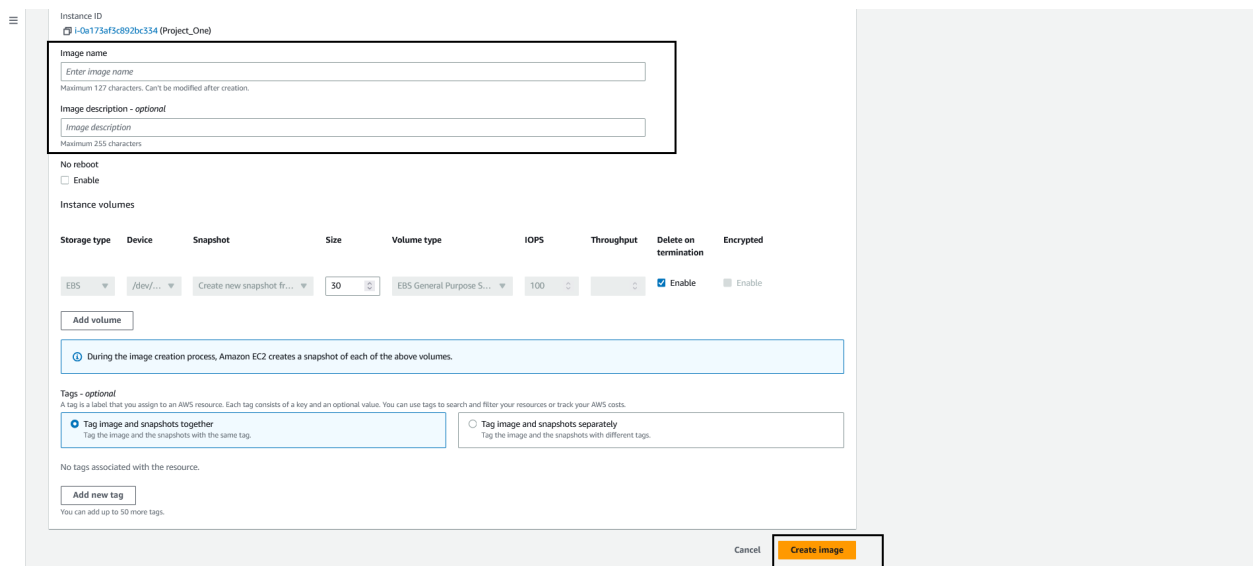 Instance ID
i-0a173af3c892bc334 (Project_One)
Image name
Enter image name
Maximum 127 characters. Can't be modified after creation.
Image description - optional
Image description
Maximum 255 characters
No reboot
Enable
Instance volumes
Storage type Device Snapshot Size Volume type IOPS Throughput Delete on termination Encrypted
EBS /dev/... Create new snapshot fr... 30 EBS General Purpose S... 100 Enable Enable
Add volume
During the image creation process, Amazon EC2 creates a snapshot of each of the above volumes.
Tags - optional
A tag is a label that you assign to an AWS resource. Each tag consists of a key and an optional value. You can use tags to search and filter your resources or track your AWS costs.
Tag image and snapshots together
Tag the image and the snapshots with the same tag.
Tag image and snapshots separately
Tag the image and the snapshots with different tags.
No tags associated with the resource.
Add new tag
You can add up to 50 more tags.
Cancel Create image